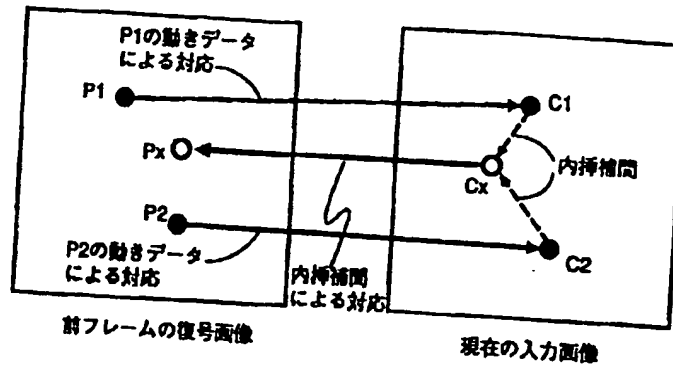 P1の動きデータ
による対応
P1
C1
Px
Cx
内挿補間
P2
C2
P2の動きデータ
による対応
内挿補間
による対応
前フレームの復号画像
現在の入力画像